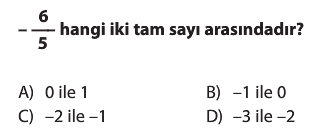 – 6/5 hangi iki tam sayı arasındadır?
A) 0 ile 1 B) –1 ile 0
C) –2 ile –1 D) –3 ile –2